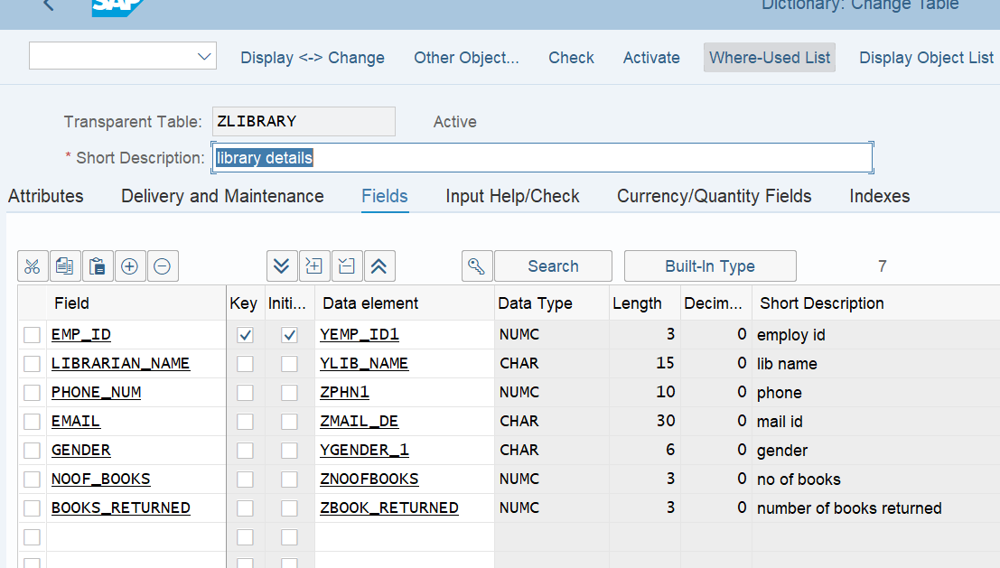 SAP
Dictionary: Change Table
Display <-> Change Other Object... Check Activate Where-Used List Display Object List
Transparent Table: ZLIBRARY Active
* Short Description: library details
Attributes Delivery and Maintenance Fields Input Help/Check Currency/Quantity Fields Indexes
Search Built-In Type 7
Field Key Initi... Data element Data Type Length Decim... Short Description
EMP_ID YEMP_ID1 NUMC 3 0 employ id
LIBRARIAN_NAME YLIB_NAME CHAR 15 0 lib name
PHONE_NUM ZPHN1 NUMC 10 0 phone
EMAIL ZMAIL_DE CHAR 30 0 mail id
GENDER YGENDER_1 CHAR 6 0 gender
NOOF_BOOKS ZNOOFBOOKS NUMC 3 0 no of books
BOOKS_RETURNED ZBOOK_RETURNED NUMC 3 0 number of books returned